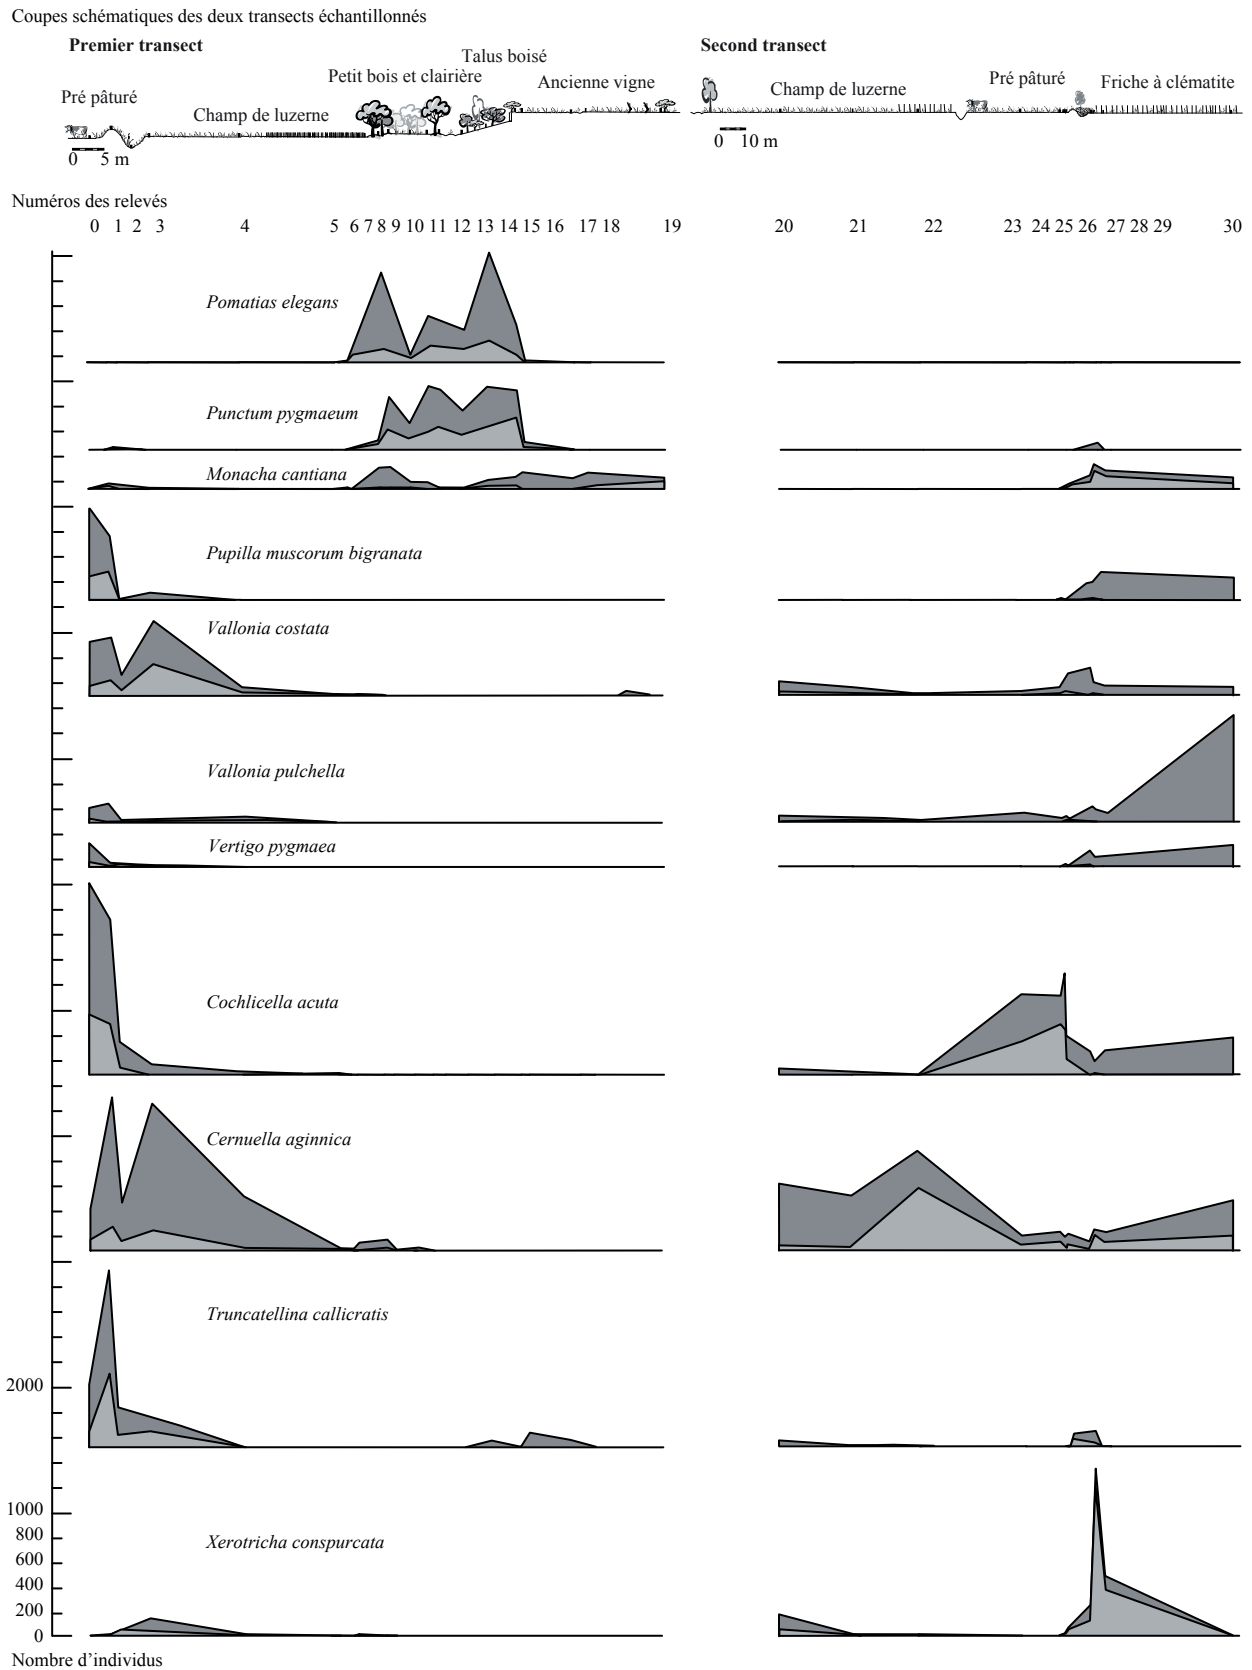 Coupes schématiques des deux transects échantillonnés
Premier transect
Second transect
Talus boisé
Petit bois et clairière
Ancienne vigne
Pré pâturé
Champ de luzerne
Champ de luzerne
Pré pâturé
Friche à clématite
0 5 m
0 10 m
Numéros des relevés
0 1 2 3 4 5 6 7 8 9 10 11 12 13 14 15 16 17 18 19 20 21 22 23 24 25 26 27 28 29 30
Pomatias elegans
Punctum pygmaeum
Monacha cantiana
Pupilla muscorum bigranata
Vallonia costata
Vallonia pulchella
Vertigo pygmaea
Cochlicella acuta
Cernuella aginnica
Truncatellina callicratis
2000
1000
800
Xerotricha conspurcata
600
400
200
0
Nombre d'individus